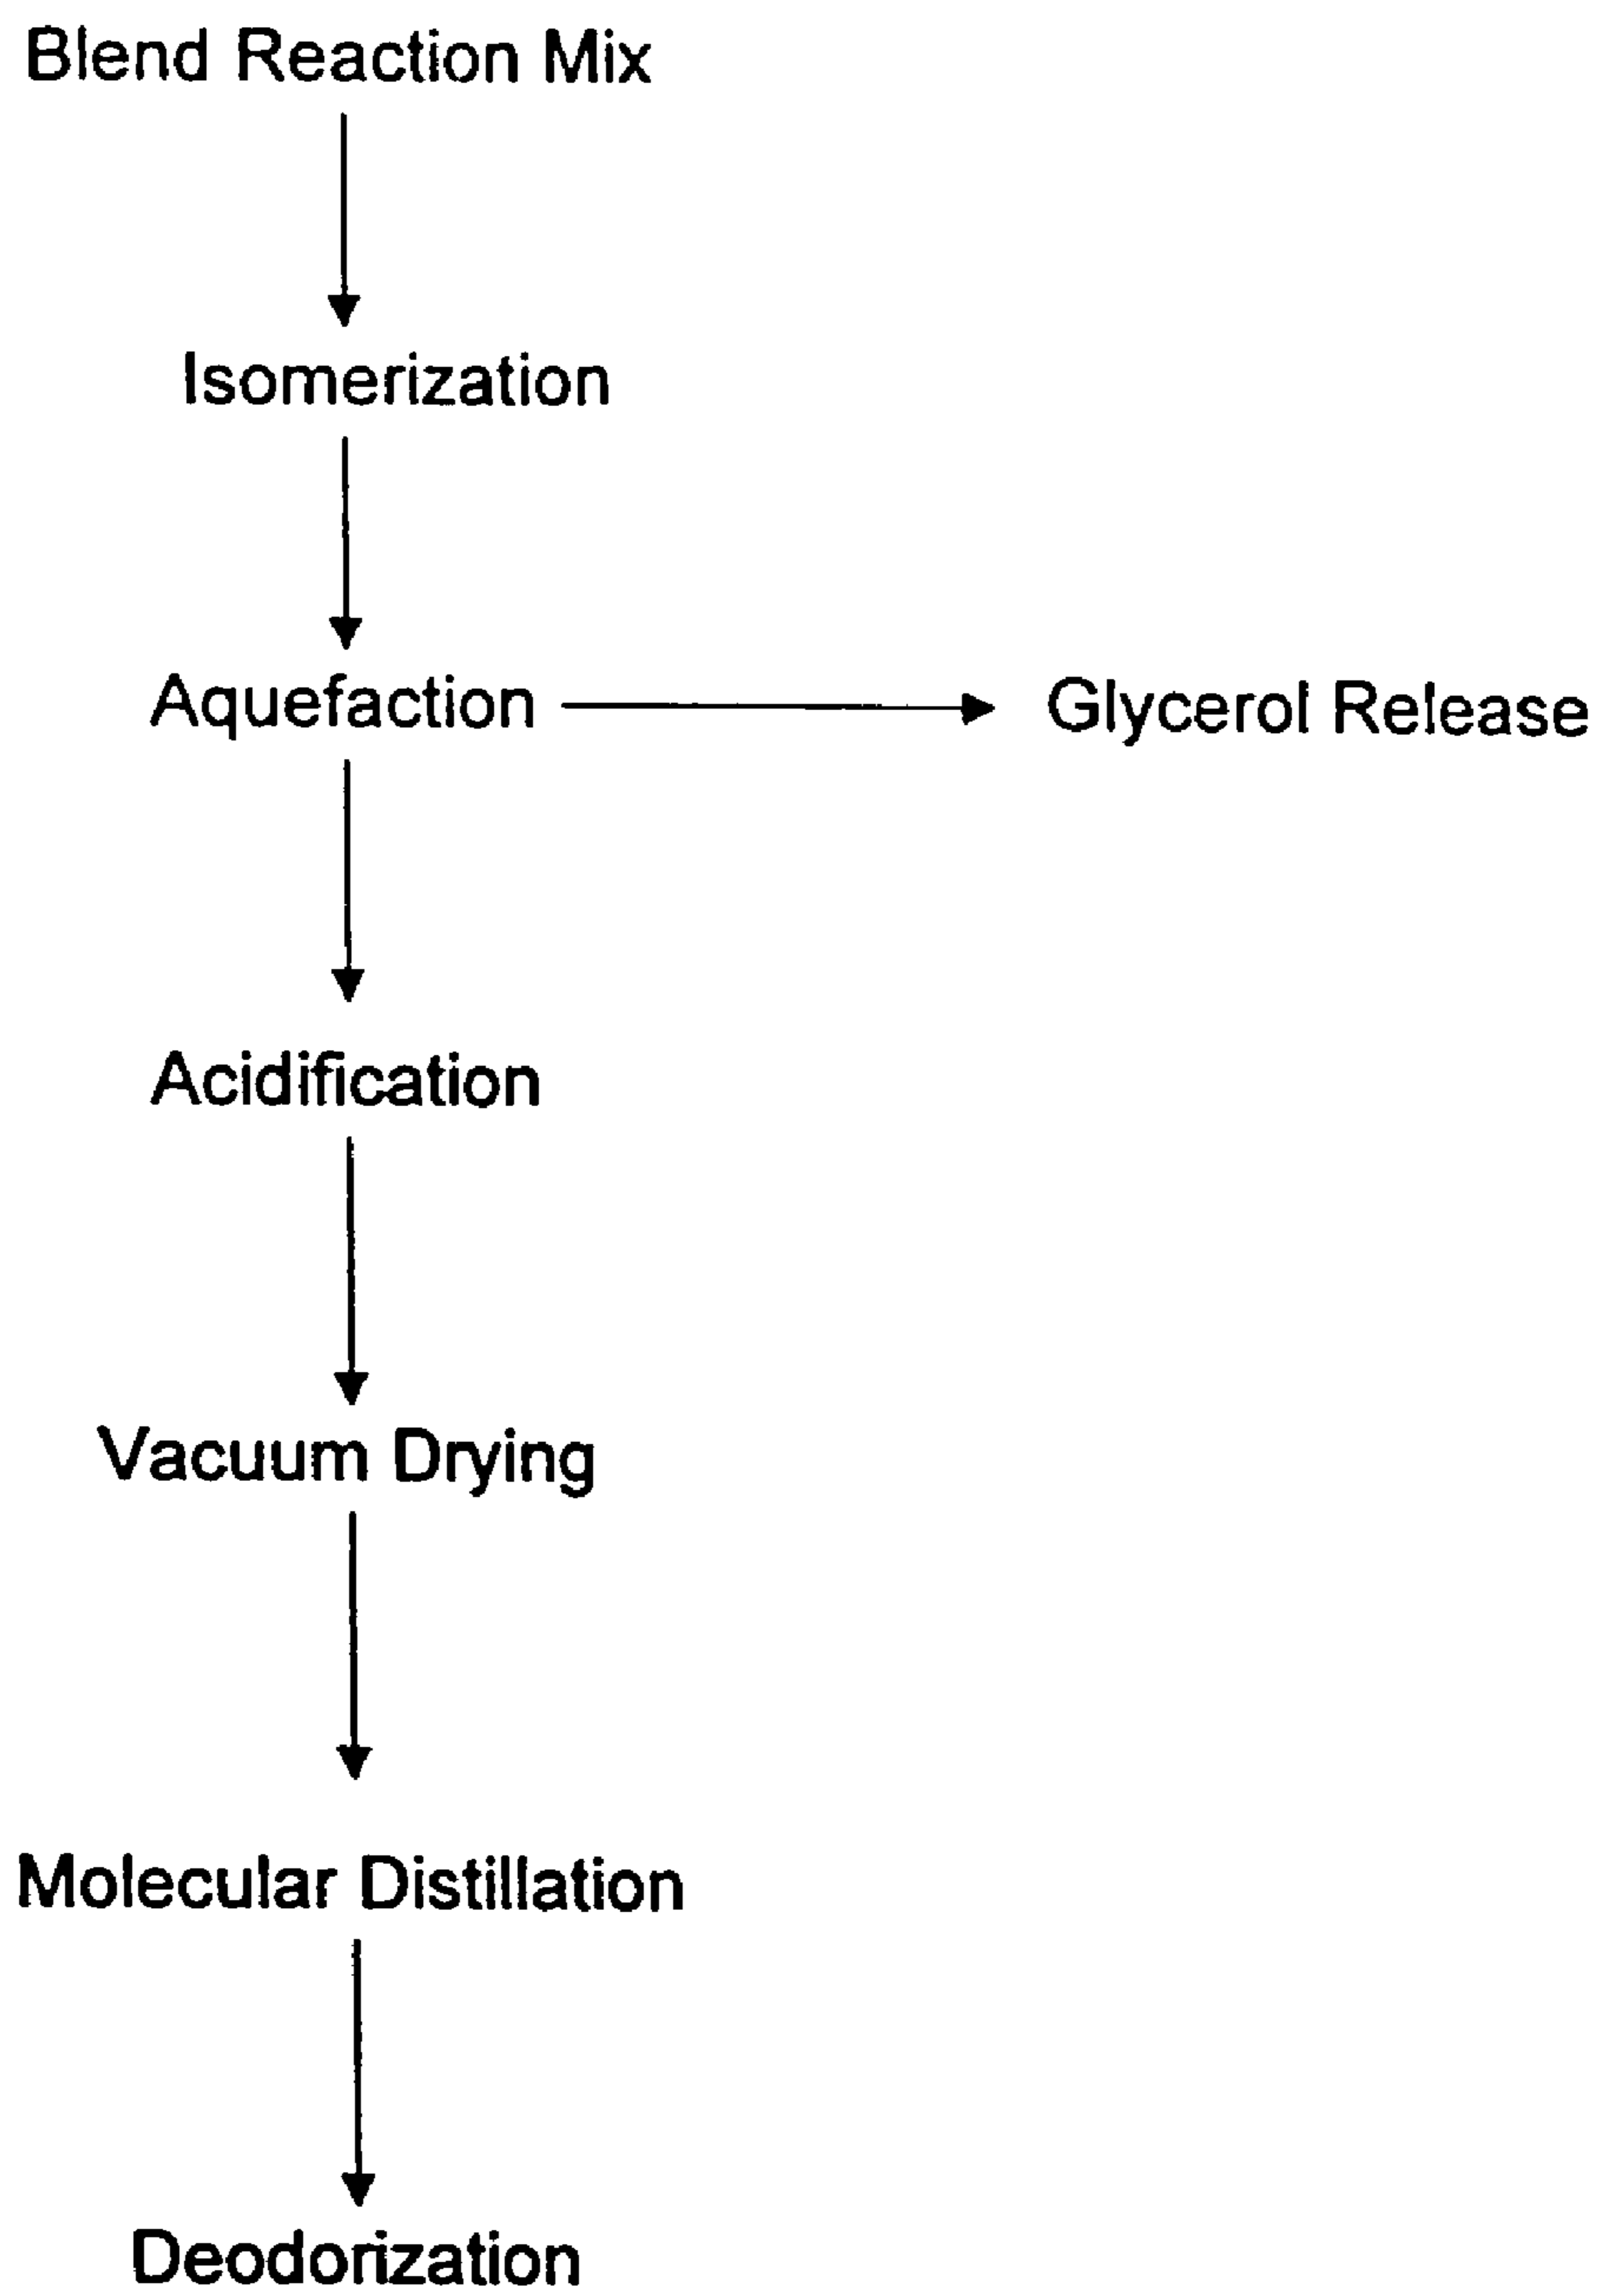 Blend Reaction Mix
Isomerization
Aquefaction
Glycerol Release
Acidification
Vacuum Drying
Molecular Distillation
Deodorization